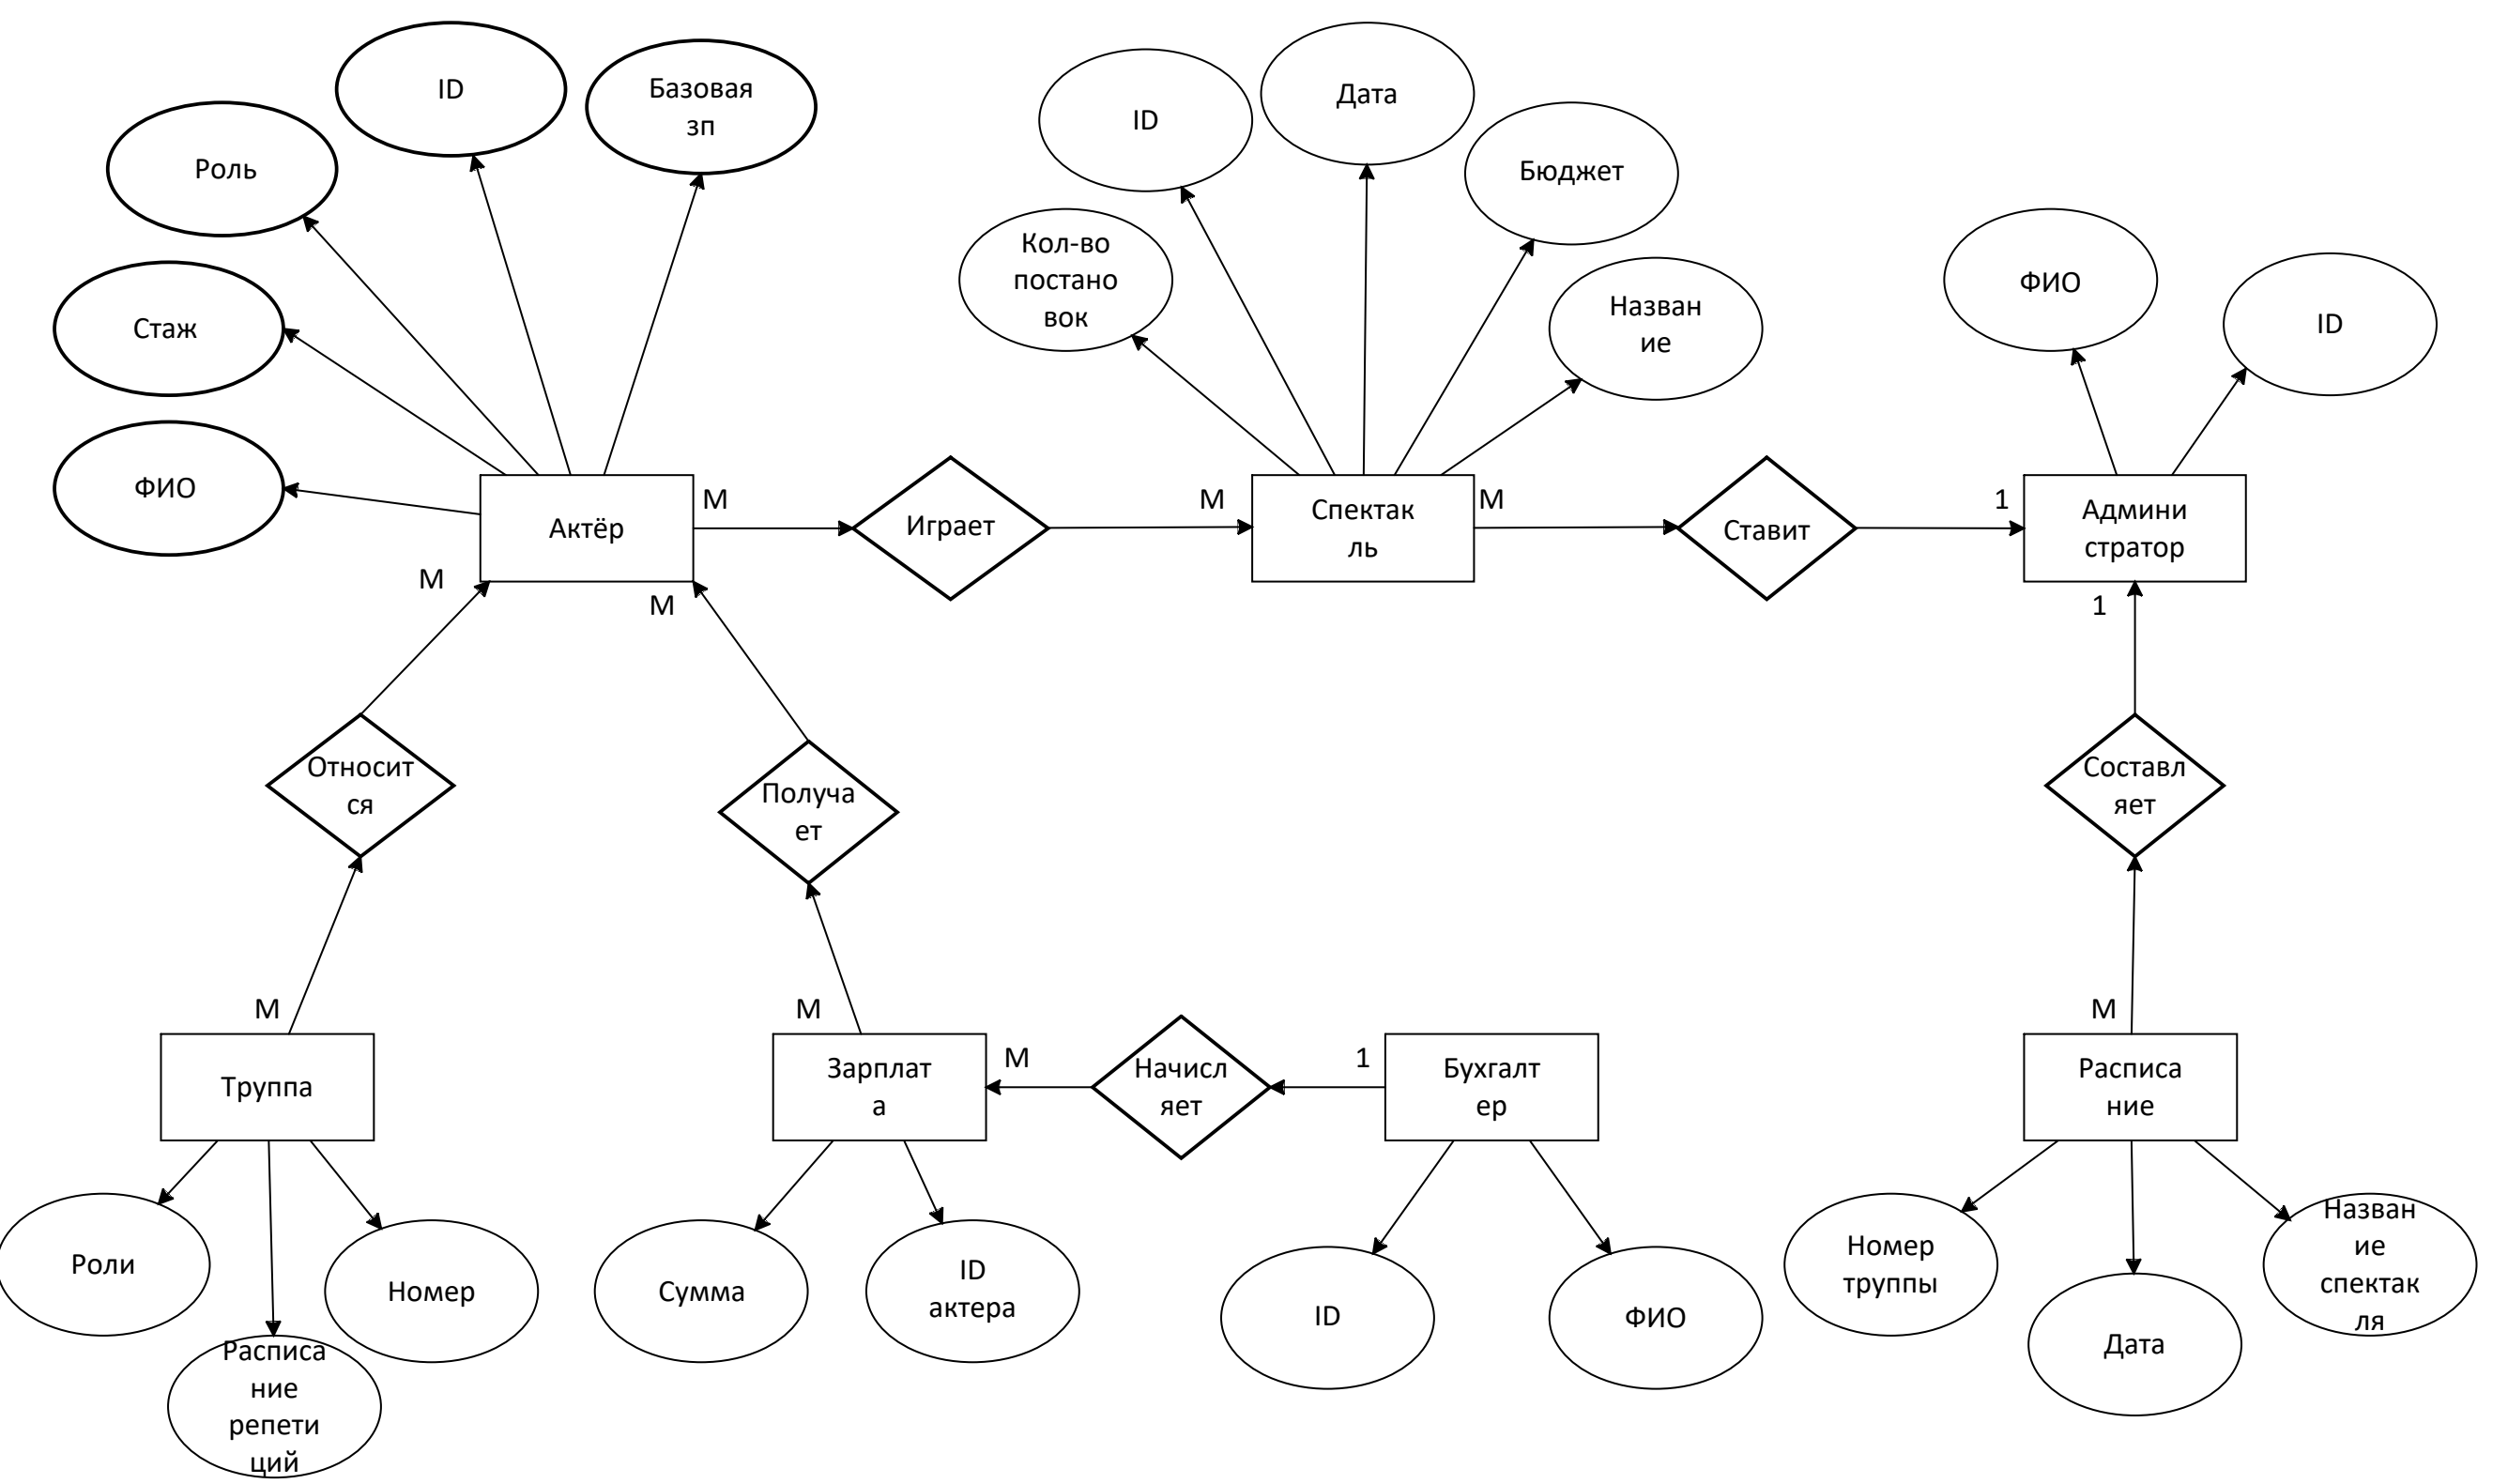 ID
Базовая
зп
Роль
Стаж
ФИО
ID
Дата
Бюджет
Кол-во
постано
вок
Назван
ие
ФИО
ID
Актёр
М
Играет
М
Спектак
ль
М
Ставит
1
Админи
стратор
М
М
1
Относит
ся
Получа
ет
Составл
яет
М
М
М
Труппа
Зарплат
а
М
Начисл
яет
1
Бухгалт
ер
Расписа
ние
Роли
Расписа
ние
репети
ций
Номер
Сумма
ID
актера
ID
ФИО
Номер
труппы
Дата
Назван
ие
спектак
ля